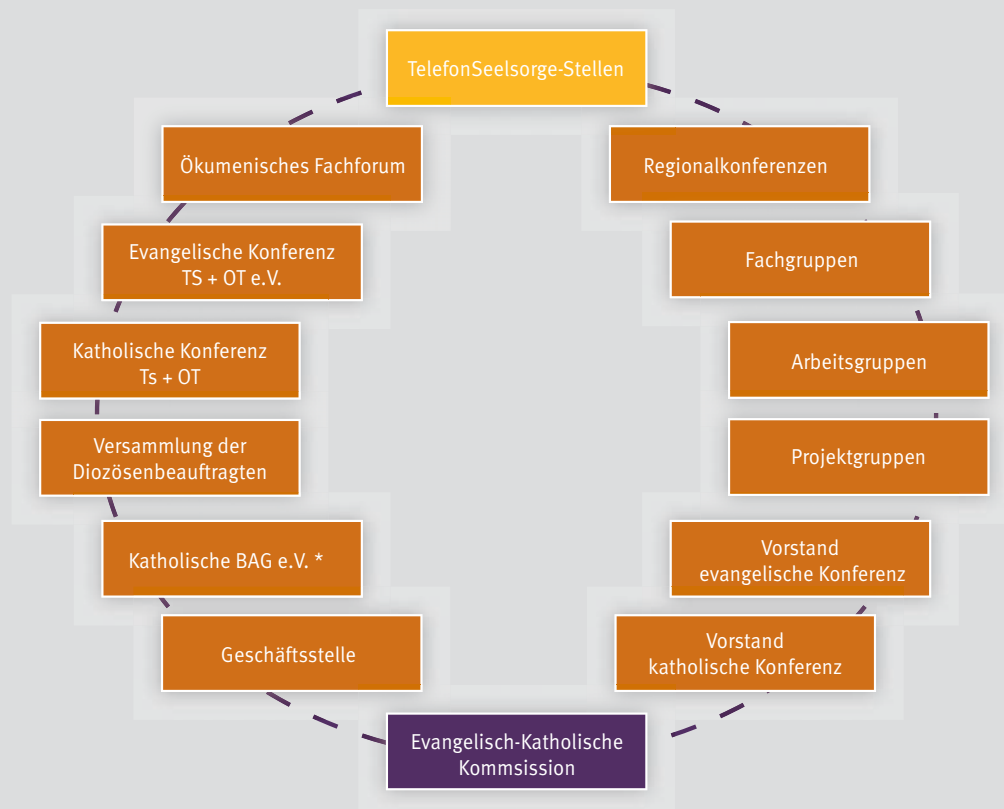 TelefonSeelsorge-Stellen
Ökumenisches Fachforum
Regionalkonferenzen
Evangelische Konferenz
TS + OT e.V.
Fachgruppen
Katholische Konferenz
Ts + OT
Arbeitsgruppen
Versammlung der
Diozösenbeauftragten
Projektgruppen
Katholische BAG e.V. *
Vorstand
evangelische Konferenz
Geschäftsstelle
Vorstand
katholische Konferenz
Evangelisch-Katholische
Kommsission